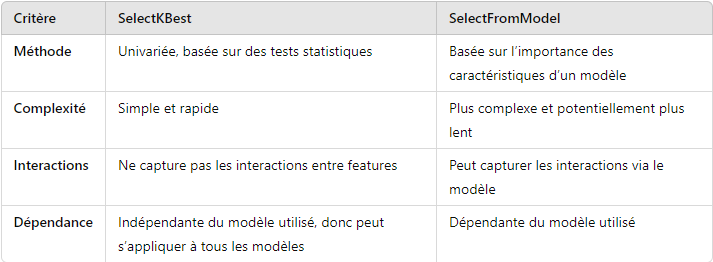 Critère SelectKBest SelectFromModel
Méthode Univariée, basée sur des tests statistiques Basée sur l'importance des
caractéristiques d'un modèle
Complexité Simple et rapide Plus complexe et potentiellement plus
lent
Interactions Ne capture pas les interactions entre features Peut capturer les interactions via le
modèle
Dépendance Indépendante du modèle utilisé, donc peut Dépendante du modèle utilisé
s'appliquer à tous les modèles